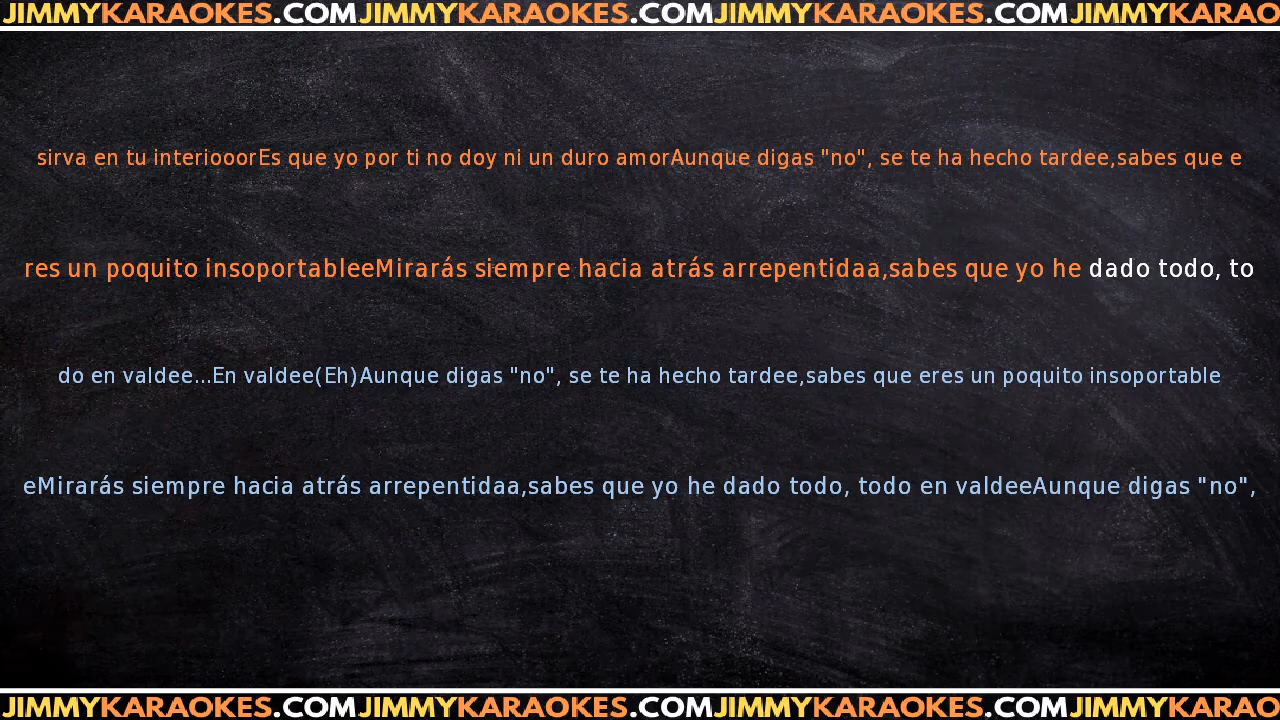 JIMMYKARAOKES.COMJIMMYKARAOKES.COMJIMMYKARAOKES.COMJIMMYKARAO
sirva en tu interiooorEs que yo por ti no doy ni un duro amorAunque digas "no", se te ha hecho tardee,sabes que e
res un poquito insoportableeMirarás siempre hacia atrás arrepentidaa,sabes que yo he dado todo, to
do en valdee...En valdee(Eh)Aunque digas "no", se te ha hecho tardee,sabes que eres un poquito insoportable
eMirarás siempre hacia atrás arrepentidaa,sabes que yo he dado todo, todo en valdeeAunque digas "no",
JIMMYKARAOKES.COMJIMMYKARAOKES.COMJIMMYKARAOKES.COMJIMMYKARAO